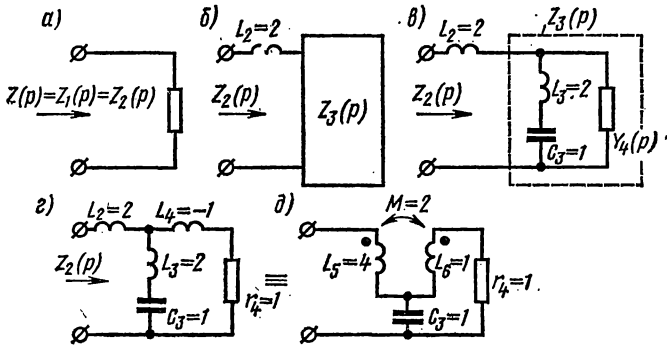 а)
Z(p)=Z₁(p)=Z₂(p)
б)
L₂=2
Z₂(p)
Z₃(p)
в)
L₂=2
Z₂(p)
Z₃(p)
L₃=2
C₃=1
Y₄(p)
г)
L₂=2
L₄=-1
Z₂(p)
L₃=2
C₃=1
r₄=1
≡
д)
M=2
L₅=4
L₆=1
C₃=1
r₄=1